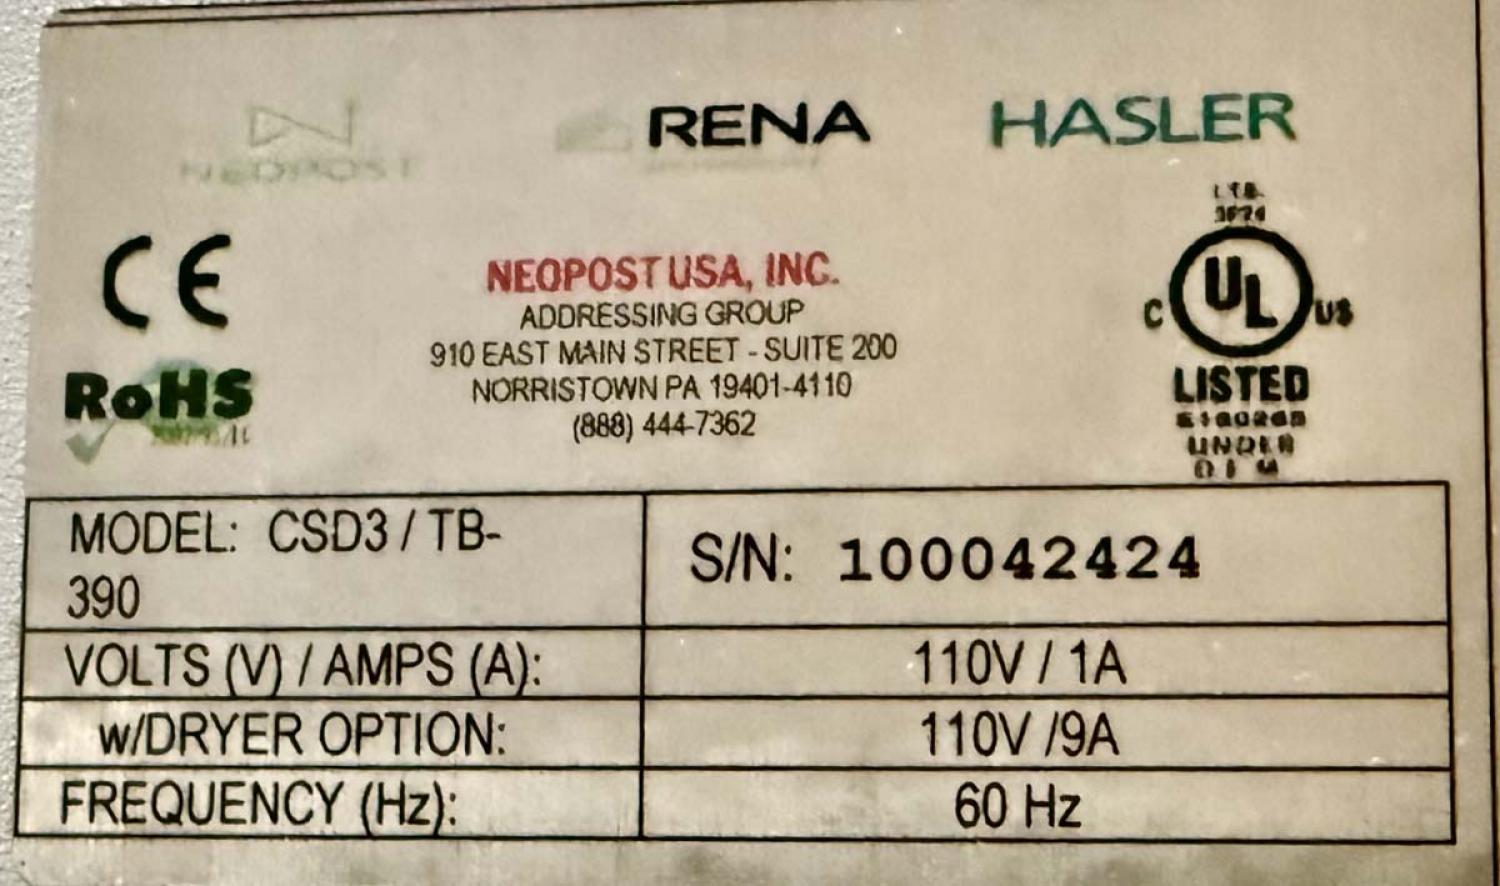 NEOPOST
RENA
HASLER
I.T.E.
CE
NEOPOST USA, INC.
ADDRESSING GROUP
910 EAST MAIN STREET - SUITE 200
NORRISTOWN PA 19401-4110
(888) 444-7362
RoHS
C UL US
LISTED
UNDER
MODEL: CSD3 / TB-
390
S/N: 100042424
VOLTS (V) / AMPS (A): 110V / 1A
w/DRYER OPTION: 110V /9A
FREQUENCY (Hz): 60 Hz